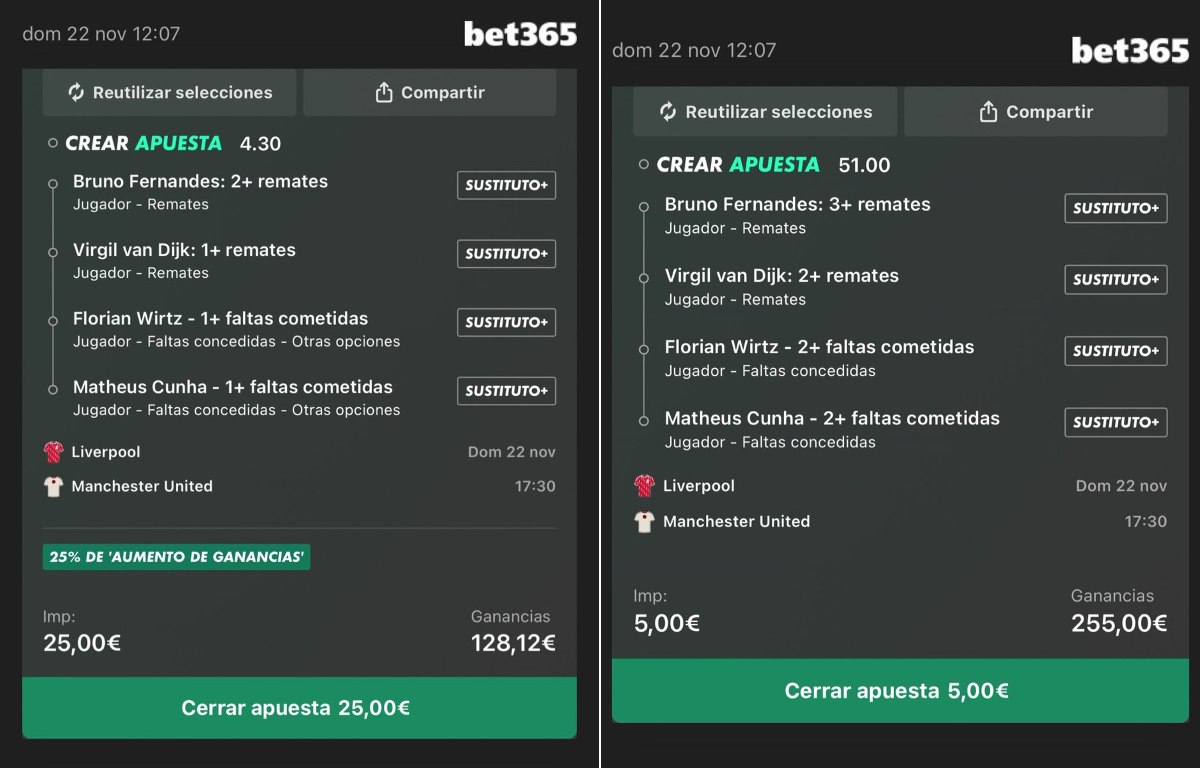 dom 22 nov 12:07
bet365
Reutilizar selecciones
Compartir
CREAR APUESTA 4.30
Bruno Fernandes: 2+ remates
SUSTITUTO+
Jugador - Remates
Virgil van Dijk: 1+ remates
SUSTITUTO+
Jugador - Remates
Florian Wirtz - 1+ faltas cometidas
SUSTITUTO+
Jugador - Faltas concedidas - Otras opciones
Matheus Cunha - 1+ faltas cometidas
SUSTITUTO+
Jugador - Faltas concedidas - Otras opciones
Liverpool
Dom 22 nov
Manchester United
17:30
25% DE 'AUMENTO DE GANANCIAS'
Imp:
Ganancias
25,00€
128,12€
Cerrar apuesta 25,00€
dom 22 nov 12:07
bet365
Reutilizar selecciones
Compartir
CREAR APUESTA 51.00
Bruno Fernandes: 3+ remates
SUSTITUTO+
Jugador - Remates
Virgil van Dijk: 2+ remates
SUSTITUTO+
Jugador - Remates
Florian Wirtz - 2+ faltas cometidas
SUSTITUTO+
Jugador - Faltas concedidas
Matheus Cunha - 2+ faltas cometidas
SUSTITUTO+
Jugador - Faltas concedidas
Liverpool
Dom 22 nov
Manchester United
17:30
Imp:
Ganancias
5,00€
255,00€
Cerrar apuesta 5,00€